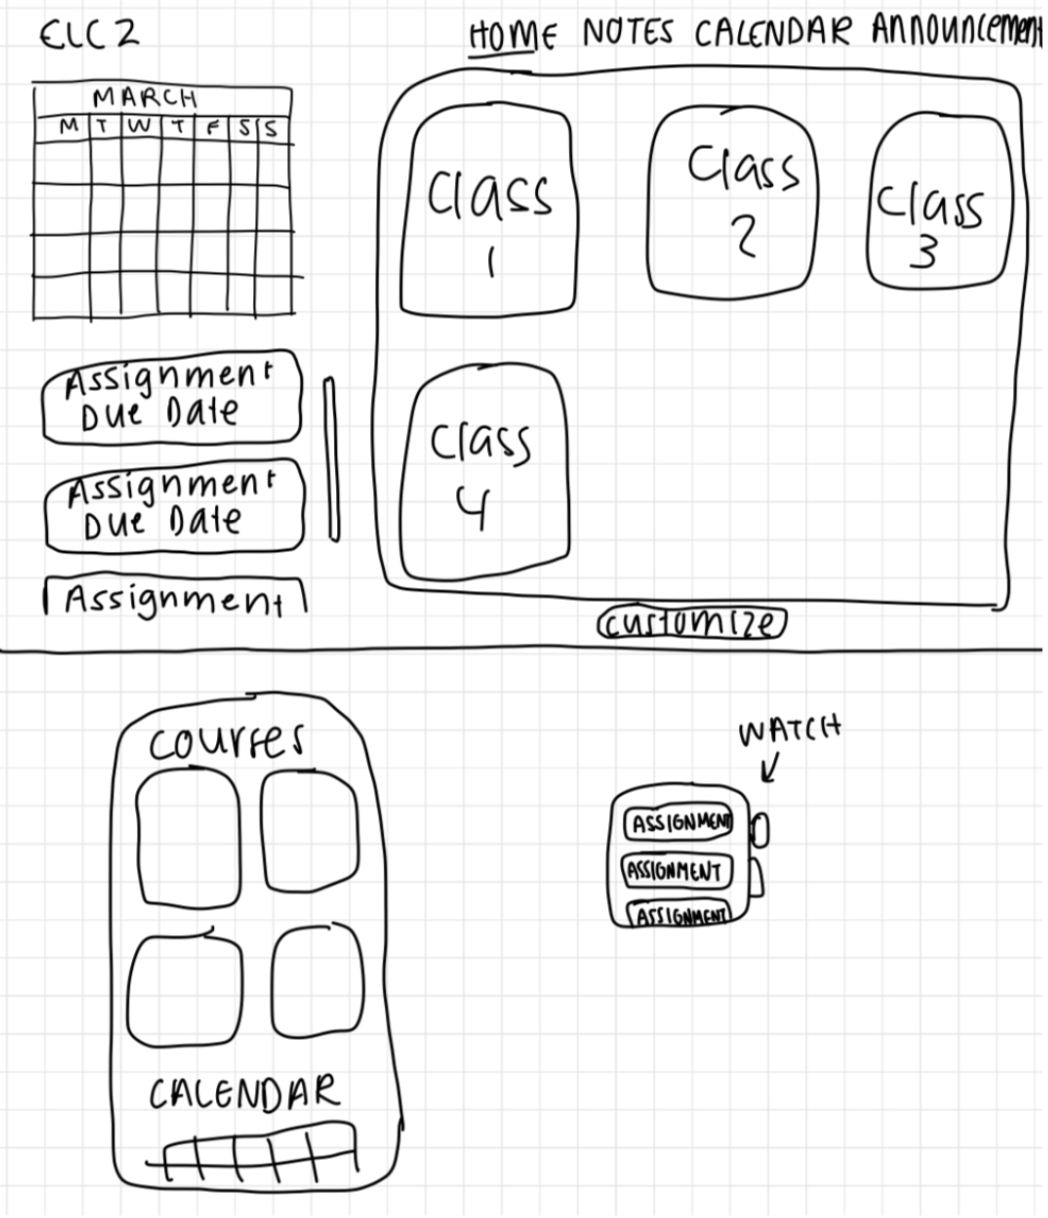 ELC 2
HOME NOTES CALENDAR Announcement
MARCH
M T W T F S S
Class
1
Class
2
Class
3
Class
4
Assignment
Due Date
Assignment
Due Date
Assignment
customize
Courses
CALENDAR
WATCH
ASSIGNMENT
ASSIGNMENT
ASSIGNMENT